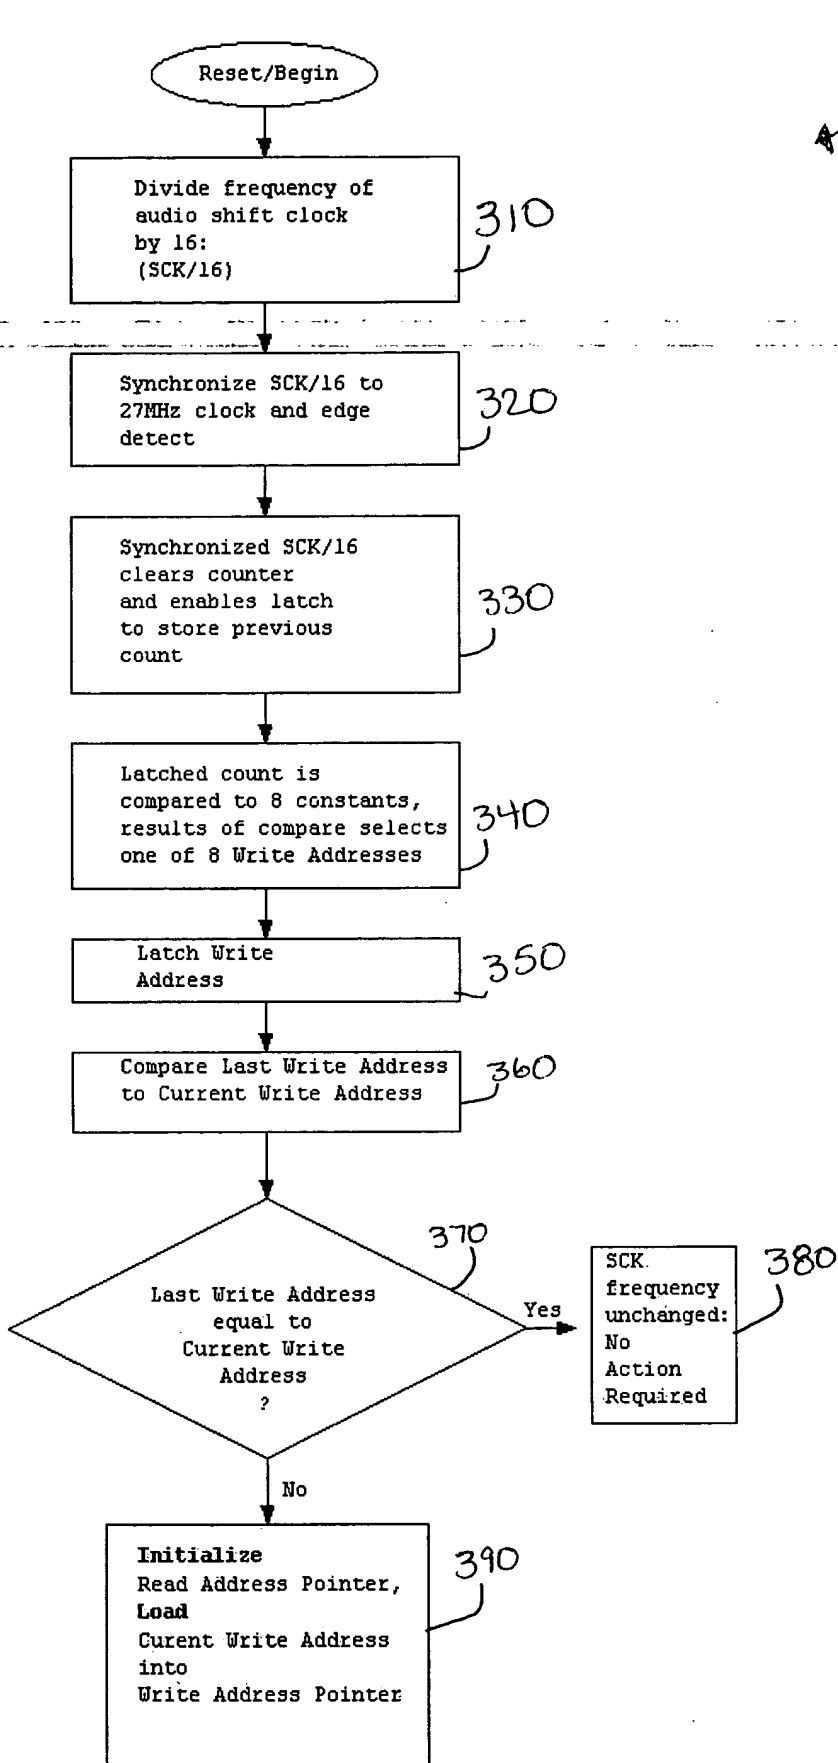 Reset/Begin
Divide frequency of
audio shift clock
by 16:
(SCK/16)
310
Synchronize SCK/16 to
27MHz clock and edge
detect
320
Synchronized SCK/16
clears counter
and enables latch
to store previous
count
330
Latched count is
compared to 8 constants,
results of compare selects
one of 8 Write Addresses
340
Latch Write
Address
350
Compare Last Write Address
to Current Write Address
360
370
Last Write Address
equal to
Current Write
Address
?
Yes
SCK
frequency
unchanged:
No
Action
Required
380
No
Initialize
Read Address Pointer,
Load
Curent Write Address
into
Write Address Pointer
390